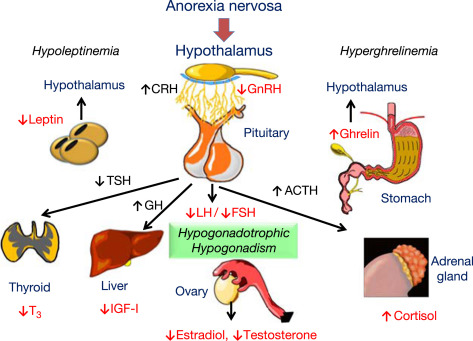 Anorexia nervosa
Hypoleptinemia
Hypothalamus
Hyperghrelinemia
Hypothalamus
↑CRH
↓GnRH
Hypothalamus
↓Leptin
Pituitary
↑Ghrelin
Stomach
↓TSH
↑GH
↓LH/↓FSH
↑ACTH
Hypogonadotrophic
Hypogonadism
Thyroid
Liver
Ovary
Adrenal
gland
↓T3
↓IGF-I
↑Cortisol
↓Estradiol, ↓Testosterone